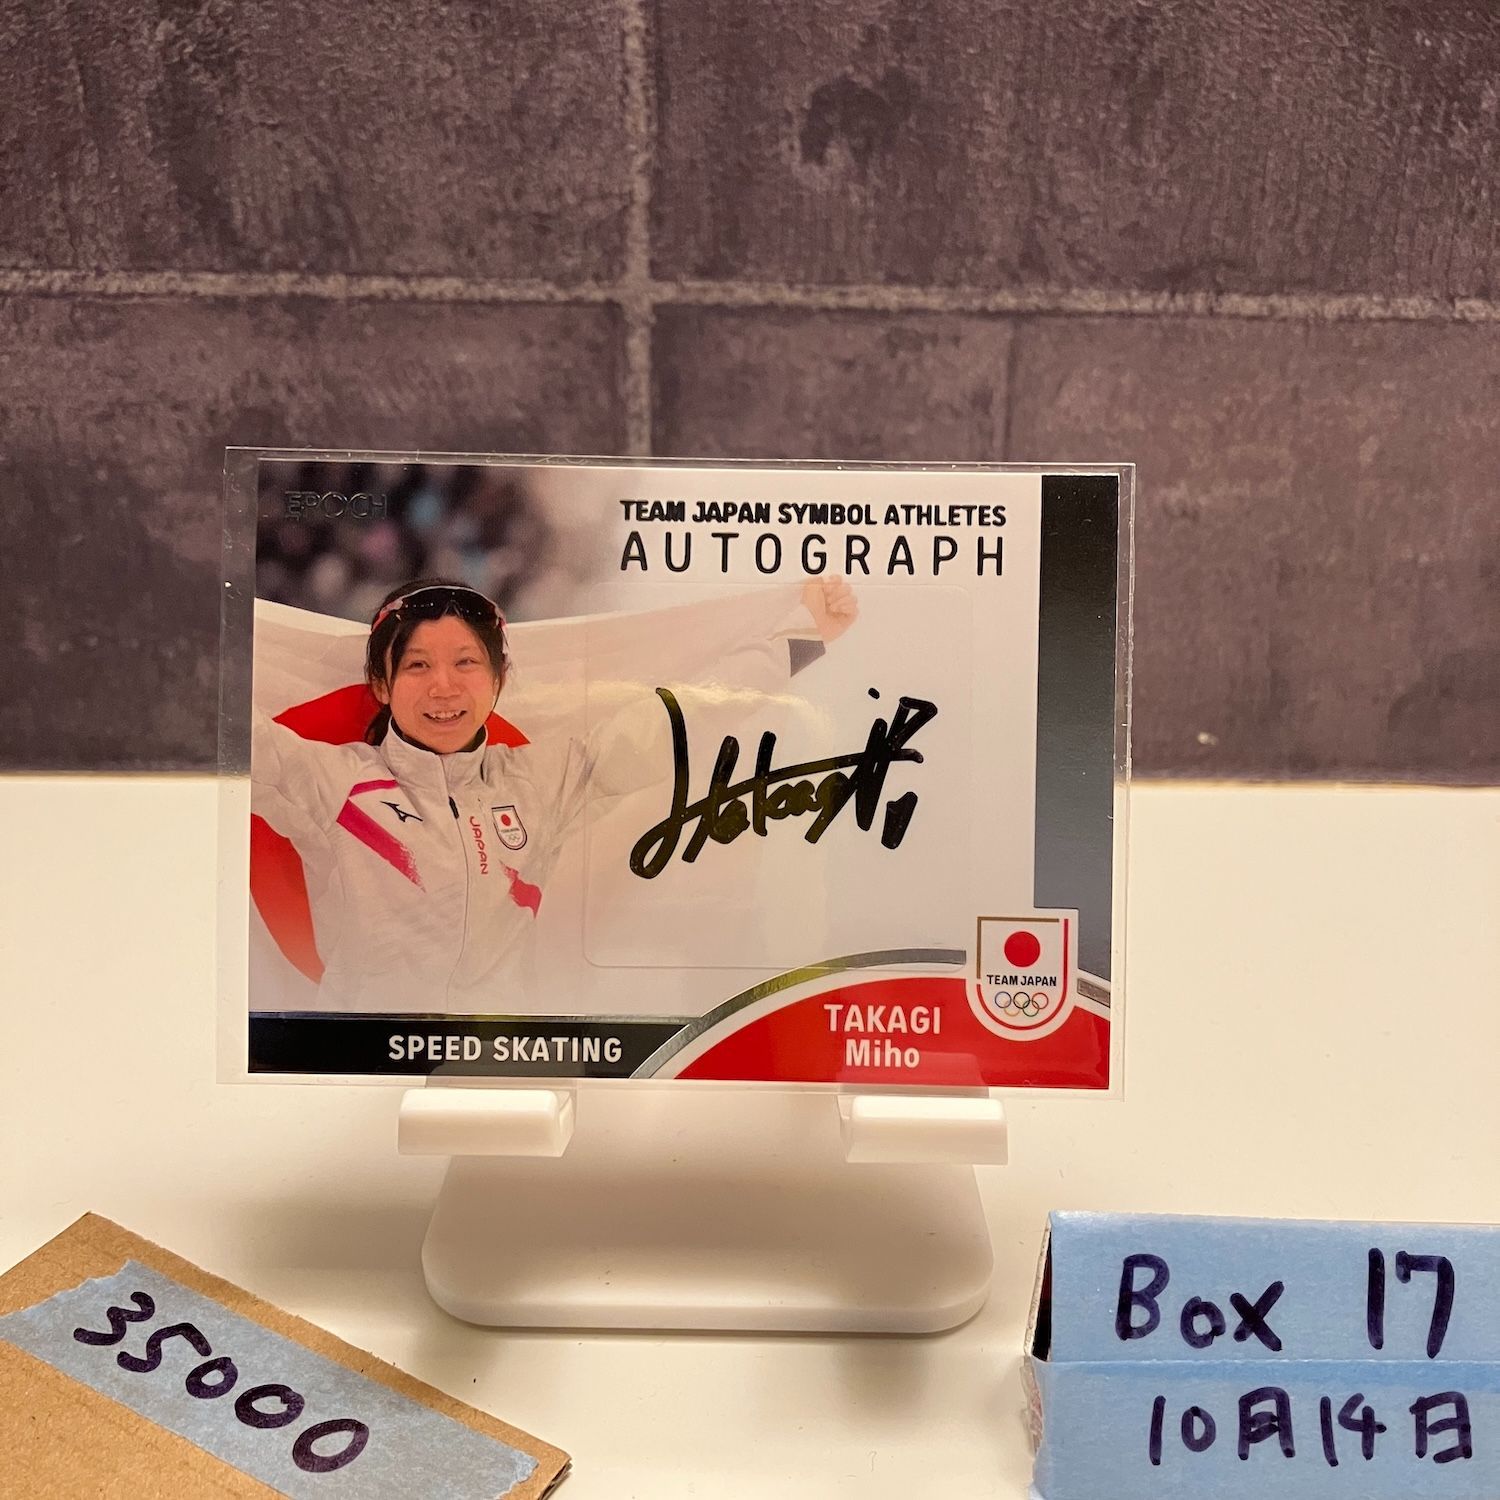 EPOCH
TEAM JAPAN SYMBOL ATHLETES
AUTOGRAPH
JAPAN
TEAM JAPAN
SPEED SKATING
TAKAGI
Miho
35000
Box 17
10月14日